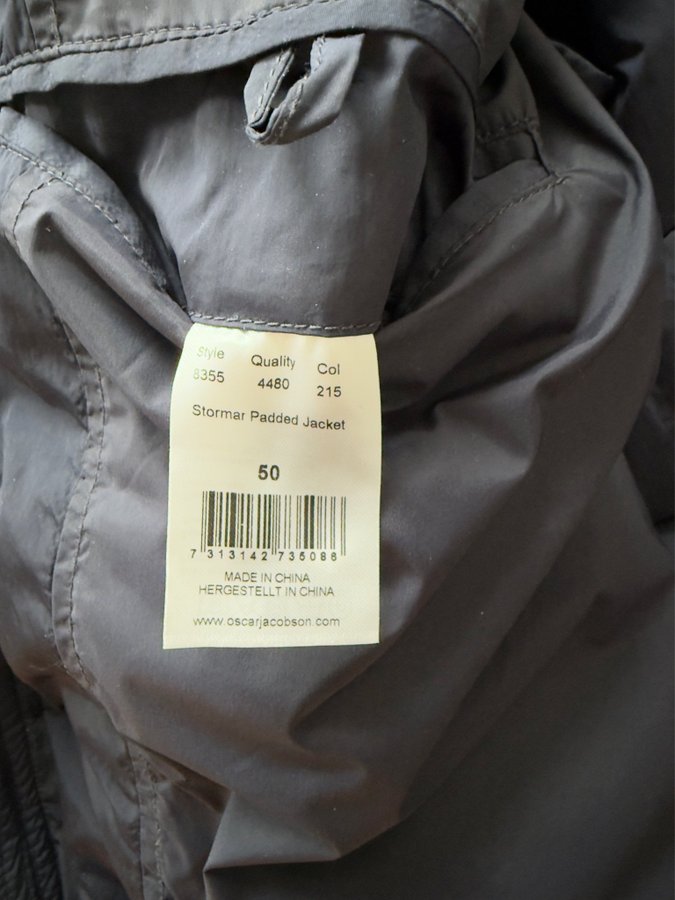 Style Quality Col
8355 4480 215
Stormar Padded Jacket
50
7 313142 735086
MADE IN CHINA
HERGESTELLT IN CHINA
www.oscarjacobson.com